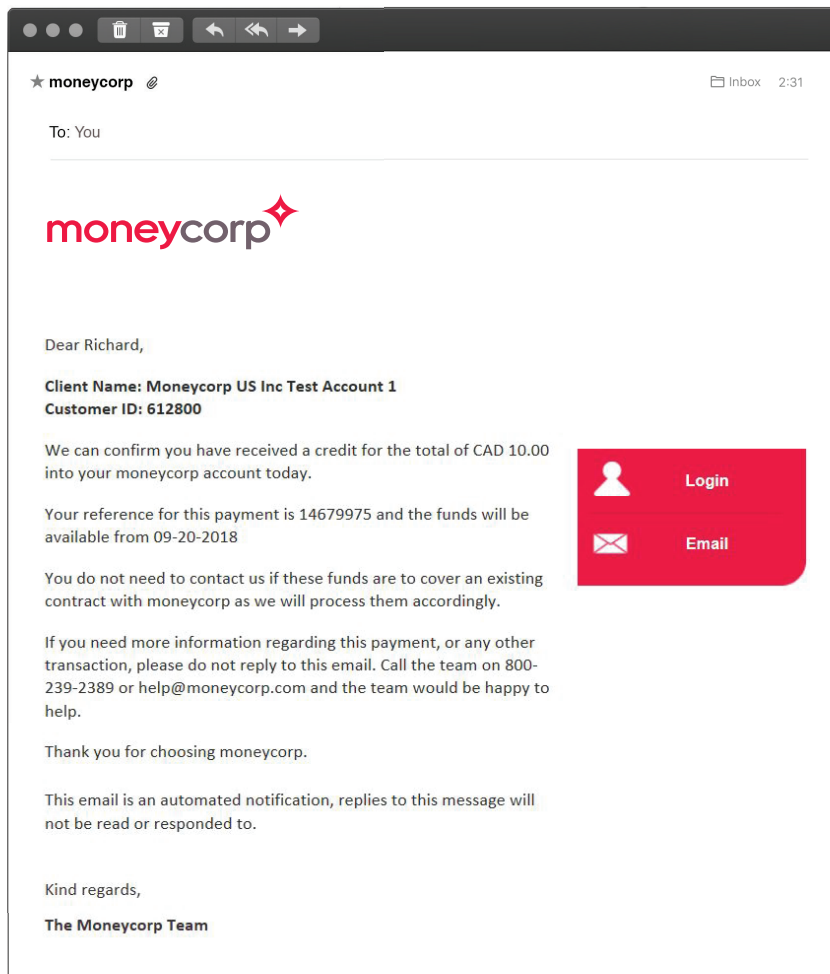 moneycorp
Inbox 2:31
To: You
moneycorp
Dear Richard,
Client Name: Moneycorp US Inc Test Account 1
Customer ID: 612800
We can confirm you have received a credit for the total of CAD 10.00
into your moneycorp account today.
Your reference for this payment is 14679975 and the funds will be
available from 09-20-2018
You do not need to contact us if these funds are to cover an existing
contract with moneycorp as we will process them accordingly.
If you need more information regarding this payment, or any other
transaction, please do not reply to this email. Call the team on 800-
239-2389 or help@moneycorp.com and the team would be happy to
help.
Thank you for choosing moneycorp.
This email is an automated notification, replies to this message will
not be read or responded to.
Kind regards,
The Moneycorp Team
Login
Email